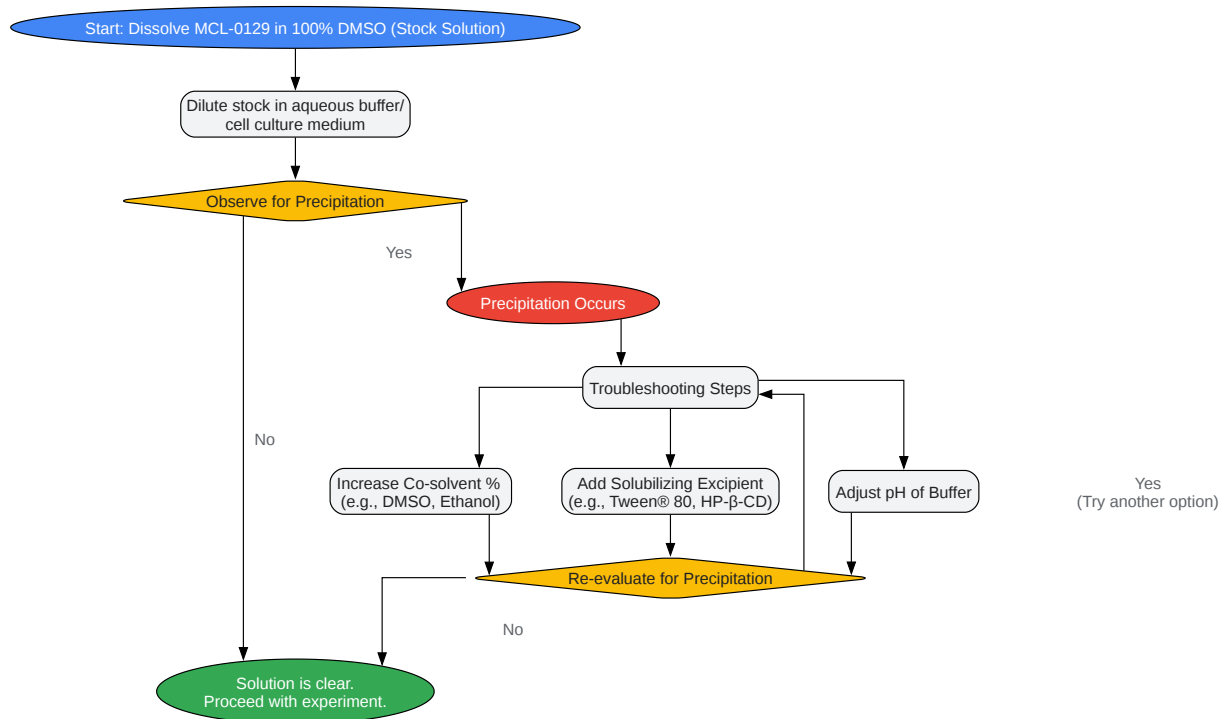 Start: Dissolve MCL-0129 in 100% DMSO (Stock Solution)
Dilute stock in aqueous buffer/
cell culture medium
Observe for Precipitation
Yes
Precipitation Occurs
Troubleshooting Steps
No
Increase Co-solvent %
(e.g., DMSO, Ethanol)
Add Solubilizing Excipient
(e.g., Tween® 80, HP-β-CD)
Adjust pH of Buffer
Yes
(Try another option)
Re-evaluate for Precipitation
No
Solution is clear.
Proceed with experiment.